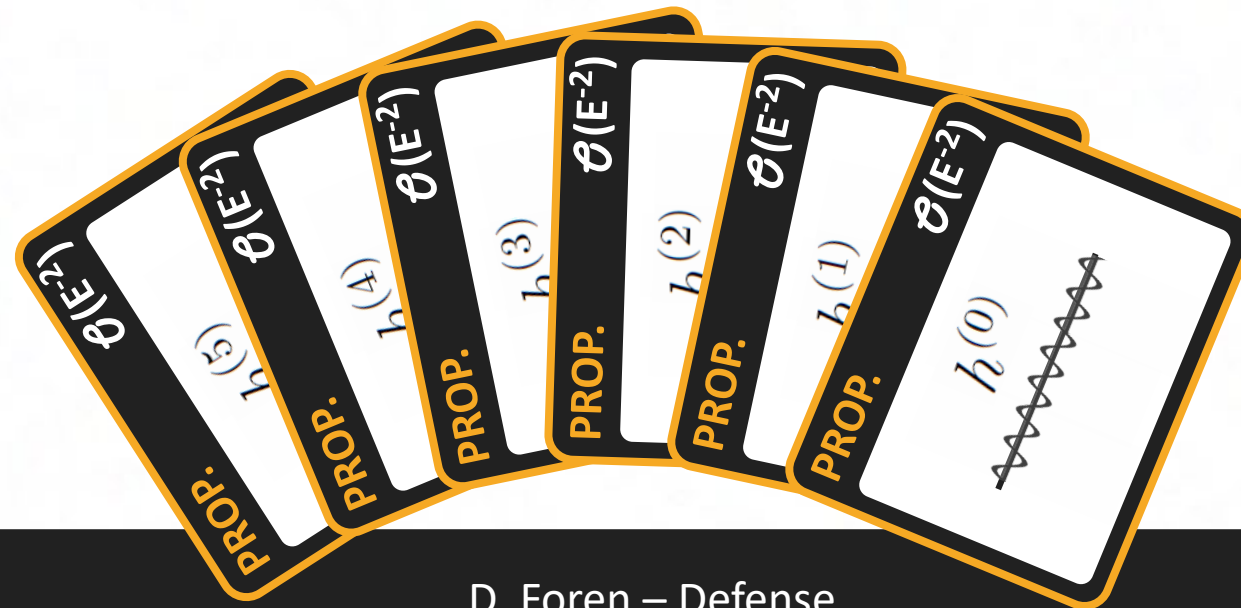 𝒪(E⁻²)
PROP.
h⁽⁵⁾
𝒪(E⁻²)
PROP.
h⁽⁴⁾
𝒪(E⁻²)
PROP.
h⁽³⁾
𝒪(E⁻²)
PROP.
h⁽²⁾
𝒪(E⁻²)
PROP.
h⁽¹⁾
𝒪(E⁻²)
PROP.
h⁽⁰⁾
D. Foren – Defense